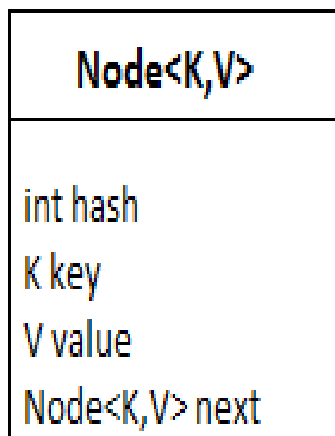 Node<K,V>
int hash
K key
V value
Node<K,V> next